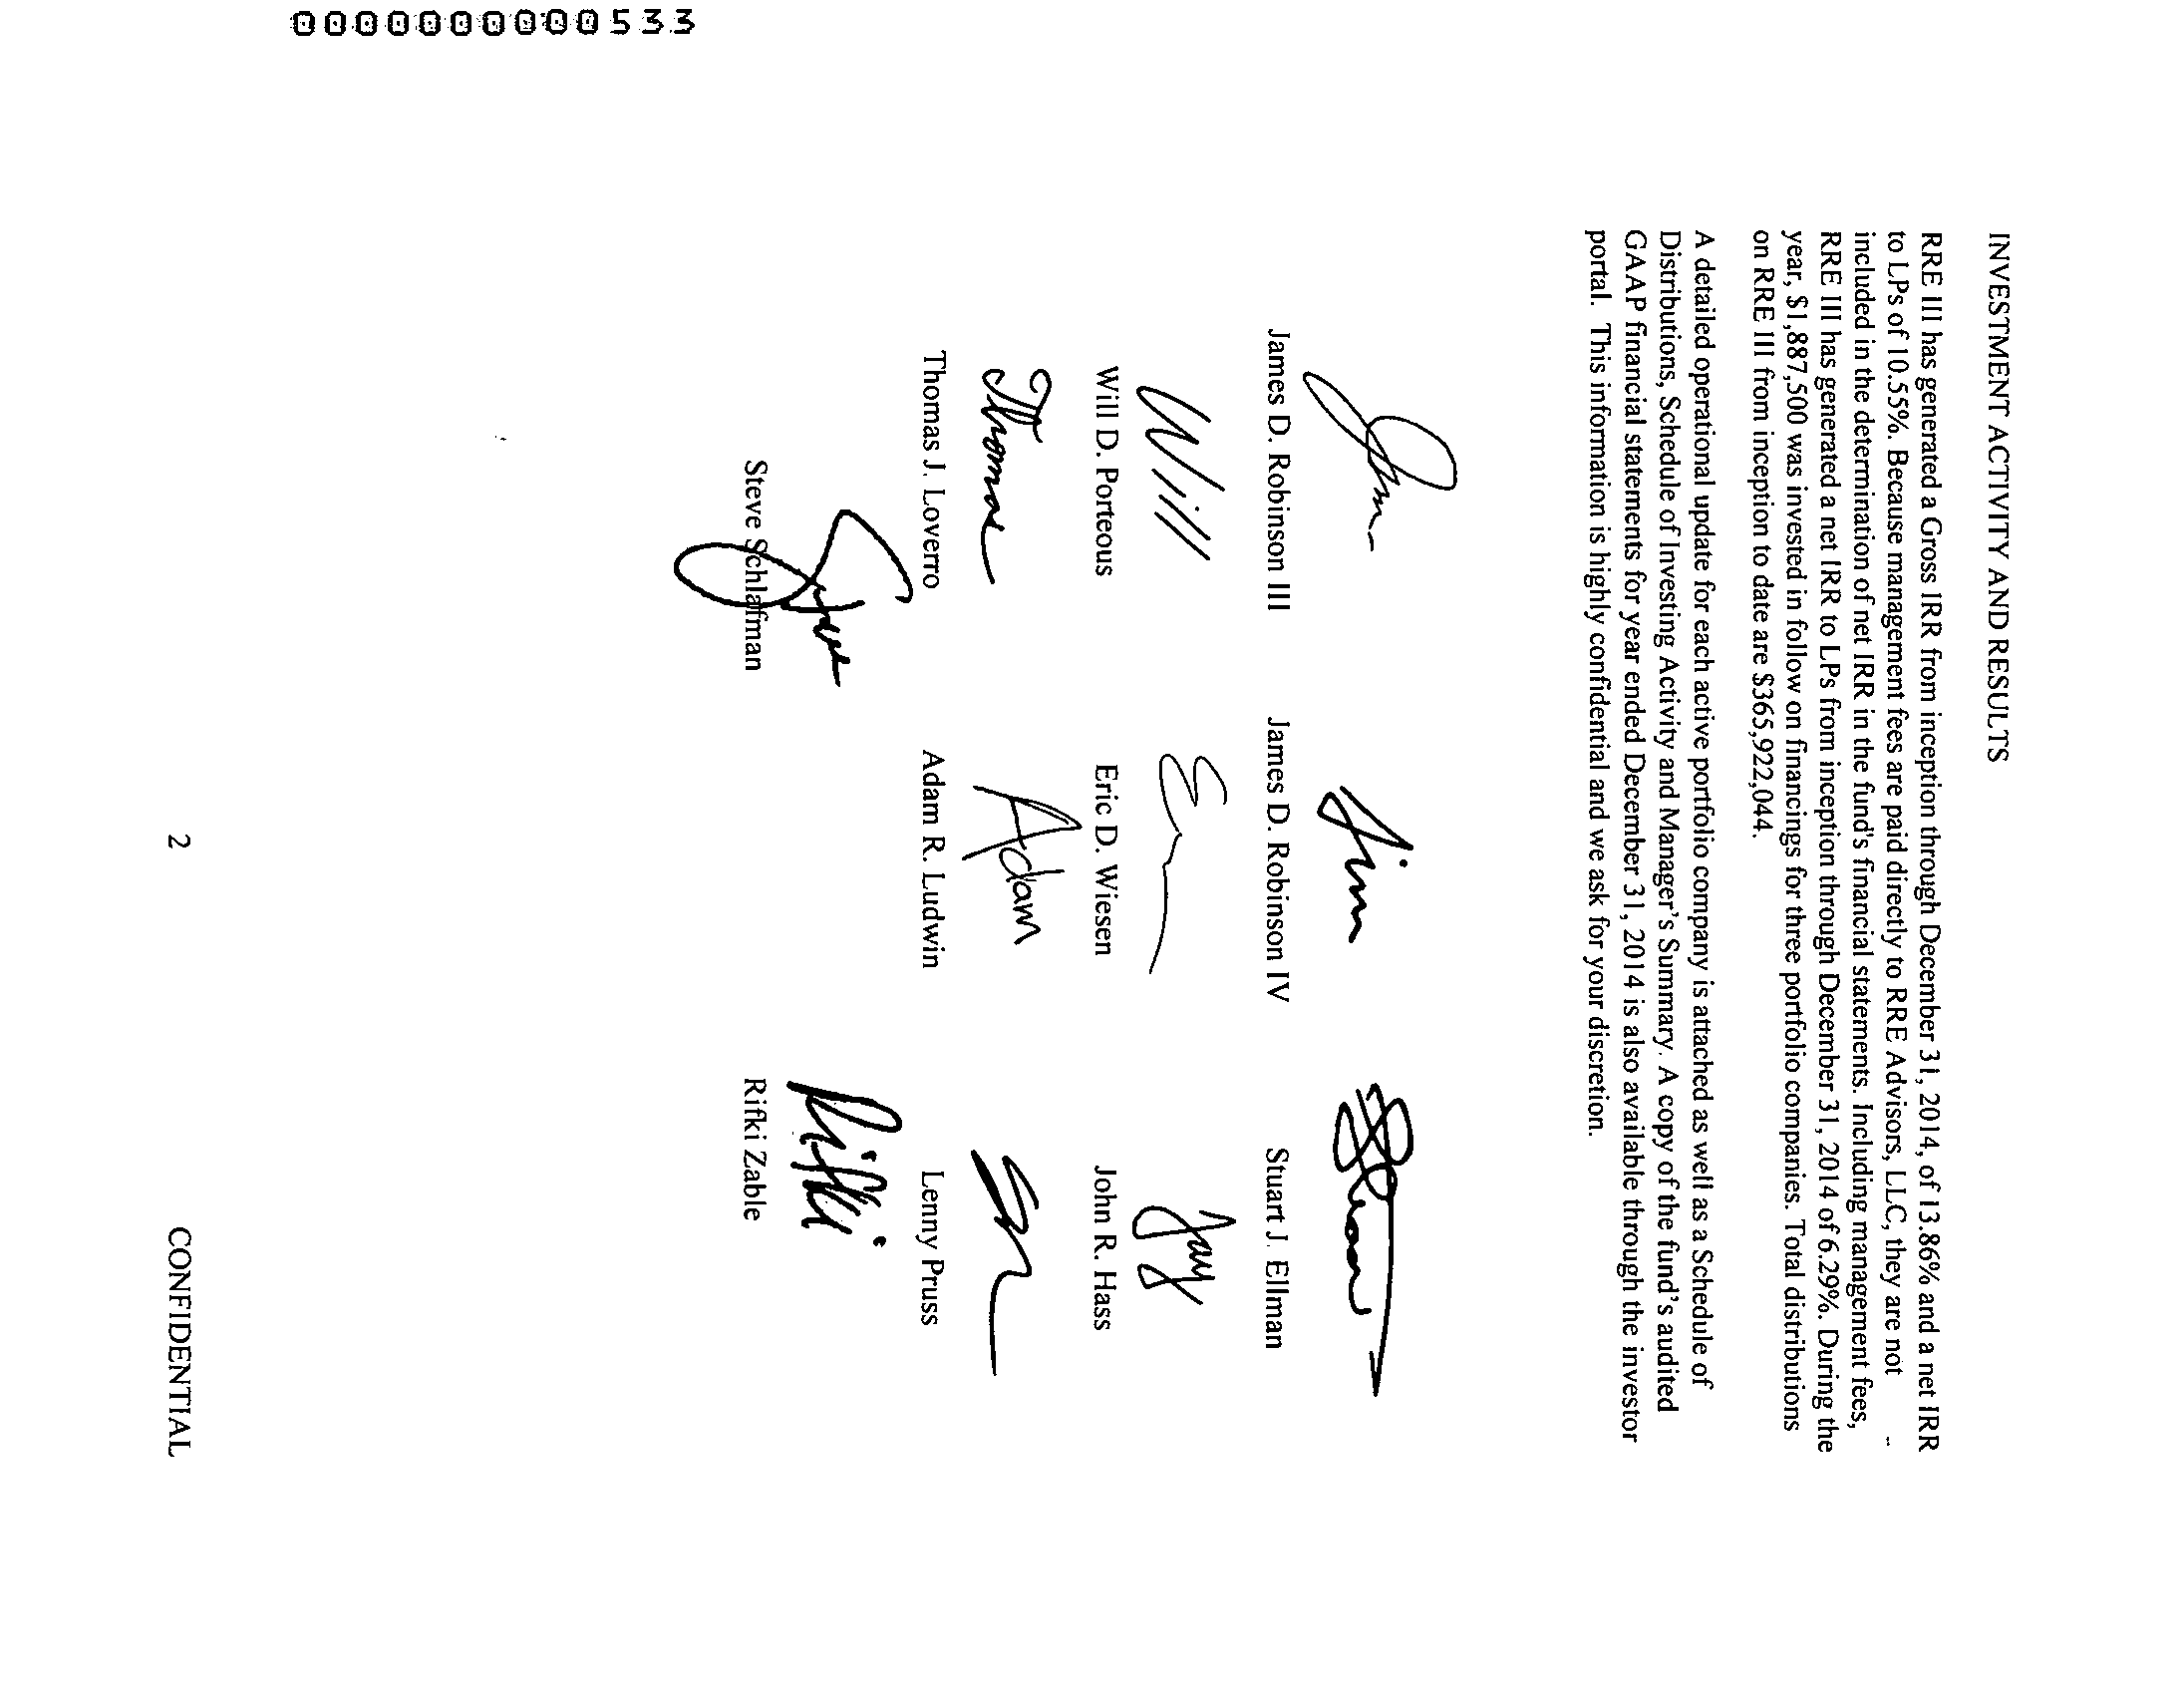 INVESTMENT ACTIVITY AND RESULTS
RRE III has generated a Gross IRR from inception through December 31, 2014, of 13.86% and a net IRR
to LPs of 10.55%. Because management fees are paid directly to RRE Advisors, LLC, they are not
included in the determination of net IRR in the fund's financial statements. Including management fees,
RRE III has generated a net IRR to LPs from inception through December 31, 2014 of 6.29%. During the
year, $1,887,500 was invested in follow on financings for three portfolio companies. Total distributions
on RRE III from inception to date are $365,922,044.
A detailed operational update for each active portfolio company is attached as well as a Schedule of
Distributions, Schedule of Investing Activity and Manager's Summary. A copy of the fund's audited
GAAP financial statements for year ended December 31, 2014 is also available through the investor
portal. This information is highly confidential and we ask for your discretion.
Jim
James D. Robinson III James D. Robinson IV Stuart J. Ellman
Will Jay
Will D. Porteous Eric D. Wiesen John R. Hass
Thomas Adam
Thomas J. Loverro Adam R. Ludwin Lenny Pruss
Steve Rifki
Steve Schlafman Rifki Zable
2 CONFIDENTIAL
0000000000533